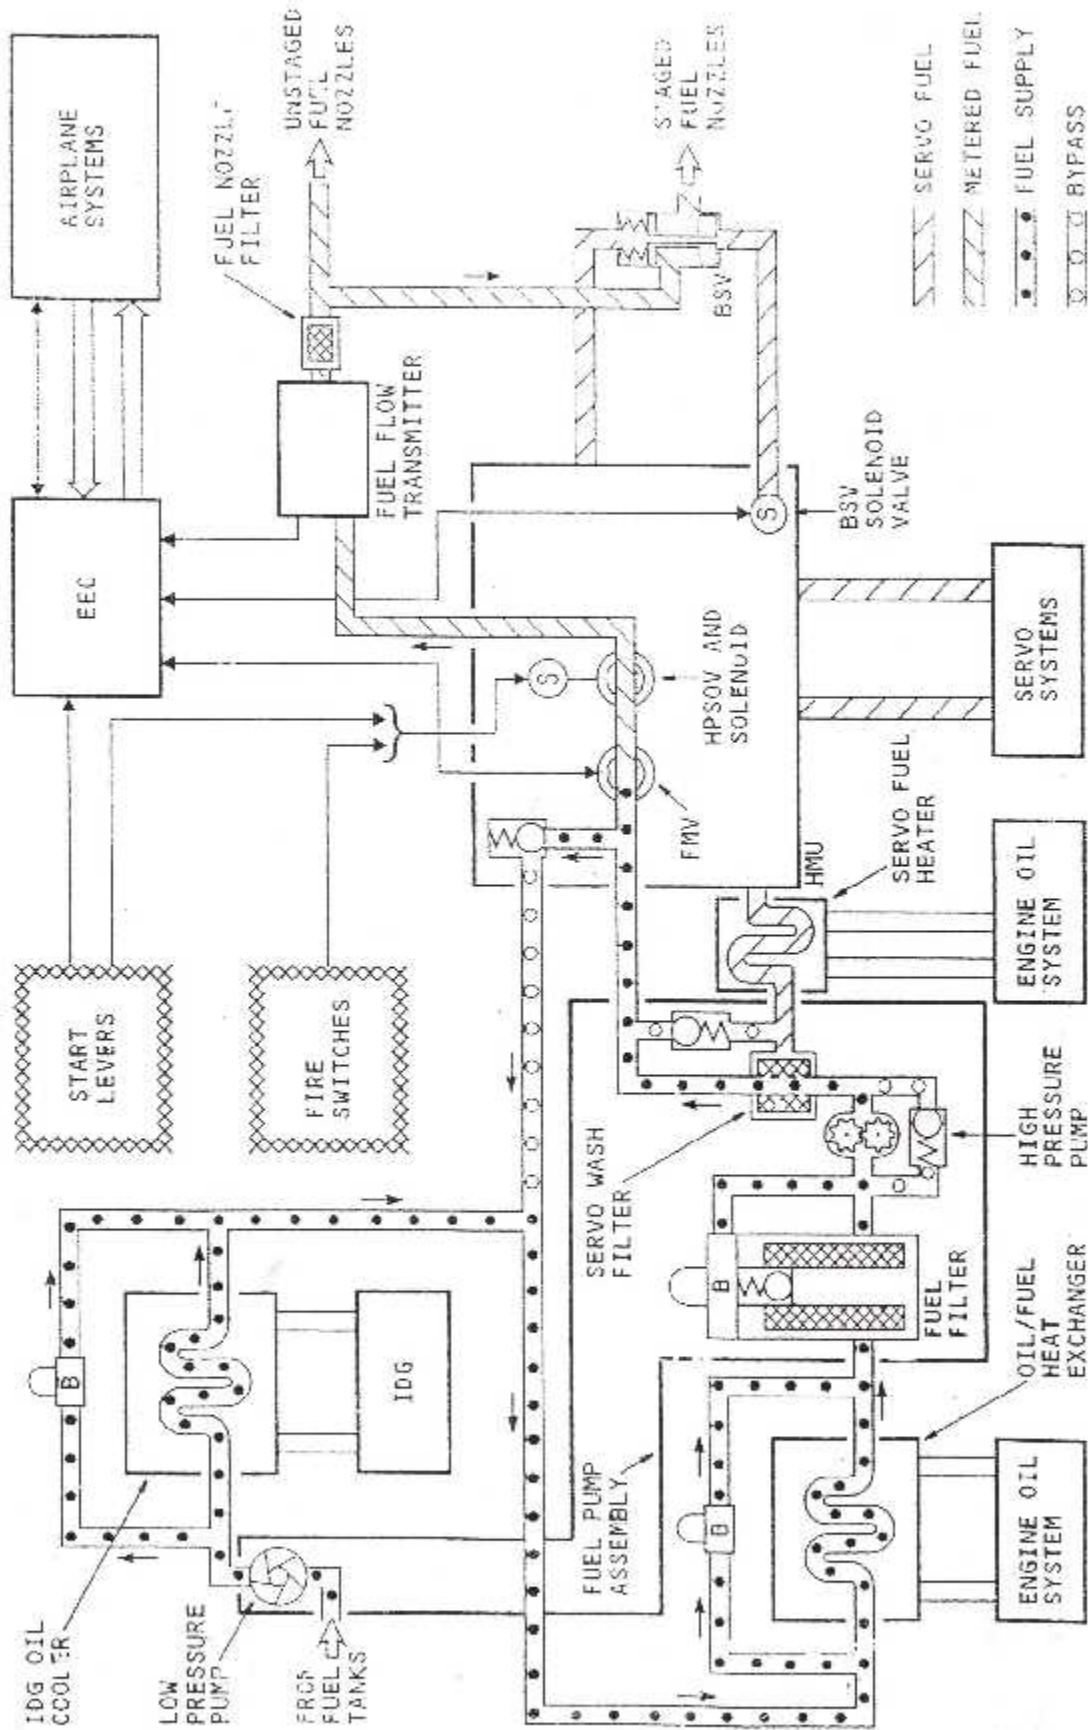 IDG OIL
COOLER
LOW
PRESSURE
PUMP
FROM
FUEL
TANKS
B
IDG
START
LEVERS
FIRE
SWITCHES
EEC
AIRPLANE
SYSTEMS
FUEL NOZZLE
FILTER
UNSTAGED
FUEL
NOZZLES
FUEL FLOW
TRANSMITTER
STAGED
FUEL
NOZZLES
BSV
S
HPSOV AND
SOLENOID
FMV
S
BSV
SOLENOID
VALVE
HMU
SERVO FUEL
HEATER
SERVO WASH
FILTER
FUEL PUMP
ASSEMBLY
B
B
FUEL
FILTER
OIL/FUEL
HEAT
EXCHANGER
HIGH
PRESSURE
PUMP
ENGINE OIL
SYSTEM
ENGINE OIL
SYSTEM
SERVO
SYSTEMS
SERVO FUEL
METERED FUEL
FUEL SUPPLY
BYPASS